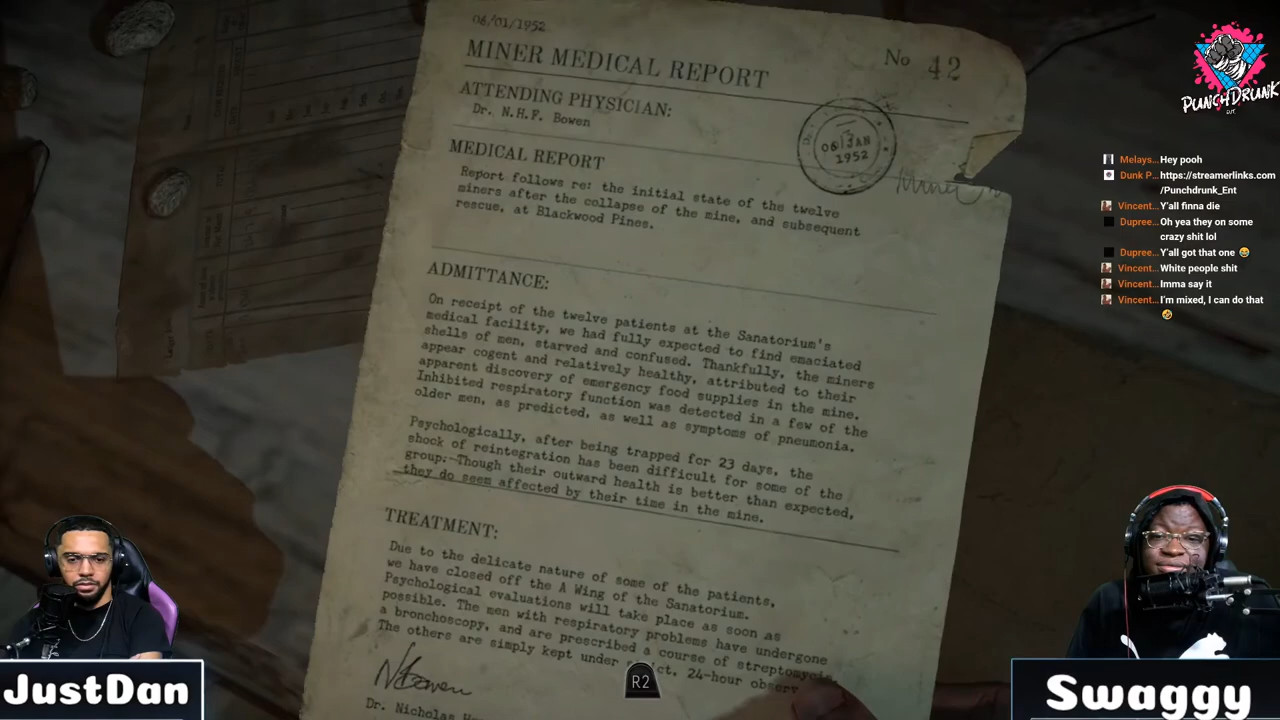 06/01/1952
MINER MEDICAL REPORT
No 42
ATTENDING PHYSICIAN:
Dr. N.H.F. Bowen
06 JAN
1952
MEDICAL REPORT
Report follows re: the initial state of the twelve
miners after the collapse of the mine, and subsequent
rescue, at Blackwood Pines.
ADMITTANCE:
On receipt of the twelve patients at the Sanatorium's
medical facility, we had fully expected to find emaciated
shells of men, starved and confused. Thankfully, the miners
appear cogent and relatively healthy, attributed to their
apparent discovery of emergency food supplies in the mine.
Inhibited respiratory function was detected in a few of the
older men, as predicted, as well as symptoms of pneumonia.
Psychologically, after being trapped for 23 days, the
shock of reintegration has been difficult for some of the
group. Though their outward health is better than expected,
they do seem affected by their time in the mine.
TREATMENT:
Due to the delicate nature of some of the patients,
we have closed off the A Wing of the Sanatorium.
Psychological evaluations will take place as soon as
possible. The men with respiratory problems have undergone
a bronchoscopy, and are prescribed a course of streptomycin
The others are simply kept under ct, 24-hour observ
R2
Dr. Nicholas
PUNCHDRUNK
Melays... Hey pooh
Dunk P... https://streamerlinks.com
/Punchdrunk_Ent
Vincent... Y'all finna die
Dupree... Oh yea they on some
crazy shit lol
Dupree... Y'all got that one 😂
Vincent... White people shit
Vincent... Imma say it
Vincent... I'm mixed, I can do that
🤣
JustDan
Swaggy